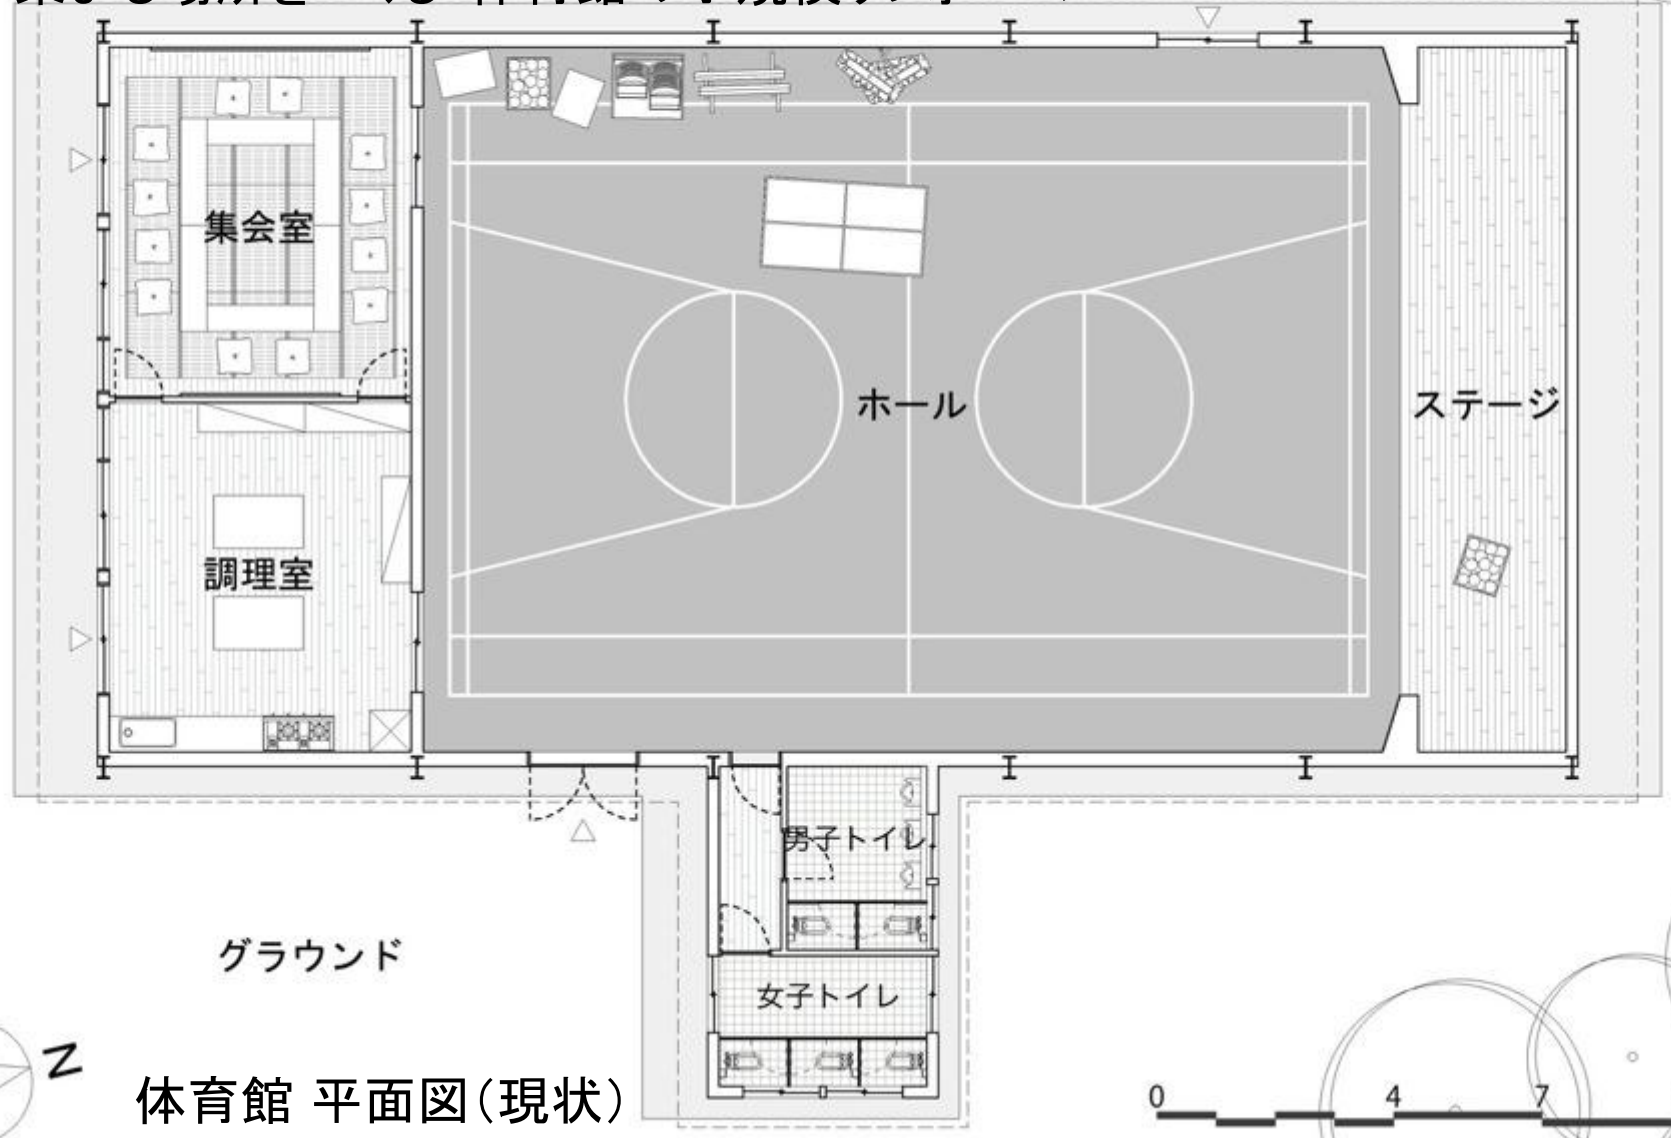 集会室
ホール
ステージ
調理室
男子トイレ
グラウンド
女子トイレ
N
体育館 平面図（現状）
0 4 7